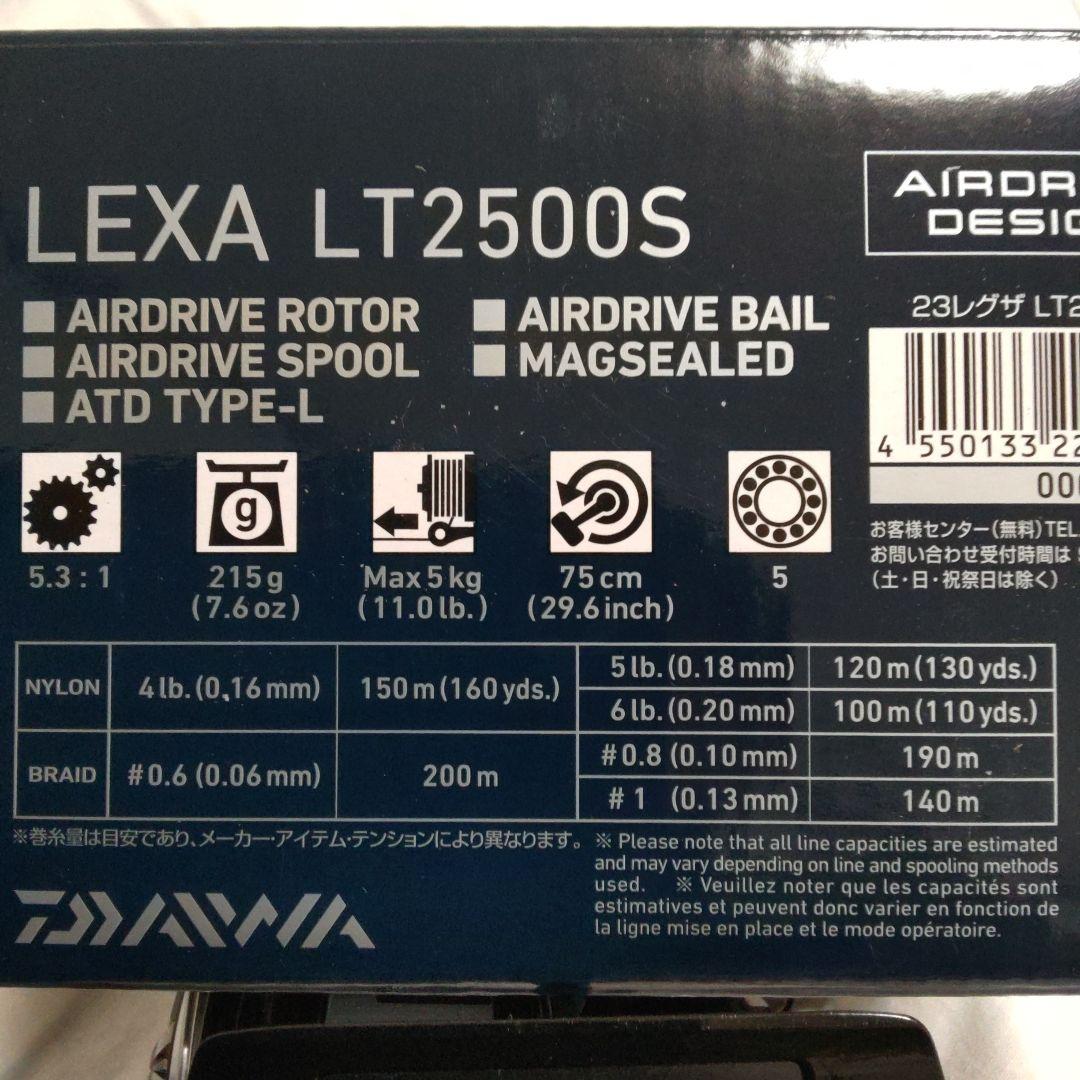 LEXA LT2500S
AIRDR
DESIG
AIRDRIVE ROTOR
AIRDRIVE BAIL
AIRDRIVE SPOOL
MAGSEALED
ATD TYPE-L
23レグザ LT2
4 550133 22
00
g
5.3 : 1
215g
(7.6oz)
Max5kg
(11.0lb.)
75cm
(29.6inch)
5
お客様センター(無料)TEL.
お問い合わせ受付時間は
(土・日・祝祭日は除く)
NYLON 4lb.(0.16mm) 150m(160yds.) 5lb.(0.18mm) 120m(130yds.)
6lb.(0.20mm) 100m(110yds.)
BRAID #0.6(0.06mm) 200m #0.8(0.10mm) 190m
#1 (0.13mm) 140m
※巻糸量は目安であり、メーカー・アイテム・テンションにより異なります。
※ Please note that all line capacities are estimated
and may vary depending on line and spooling methods
used. ※ Veuillez noter que les capacités sont
estimatives et peuvent donc varier en fonction de
la ligne mise en place et le mode opératoire.
DAIWA